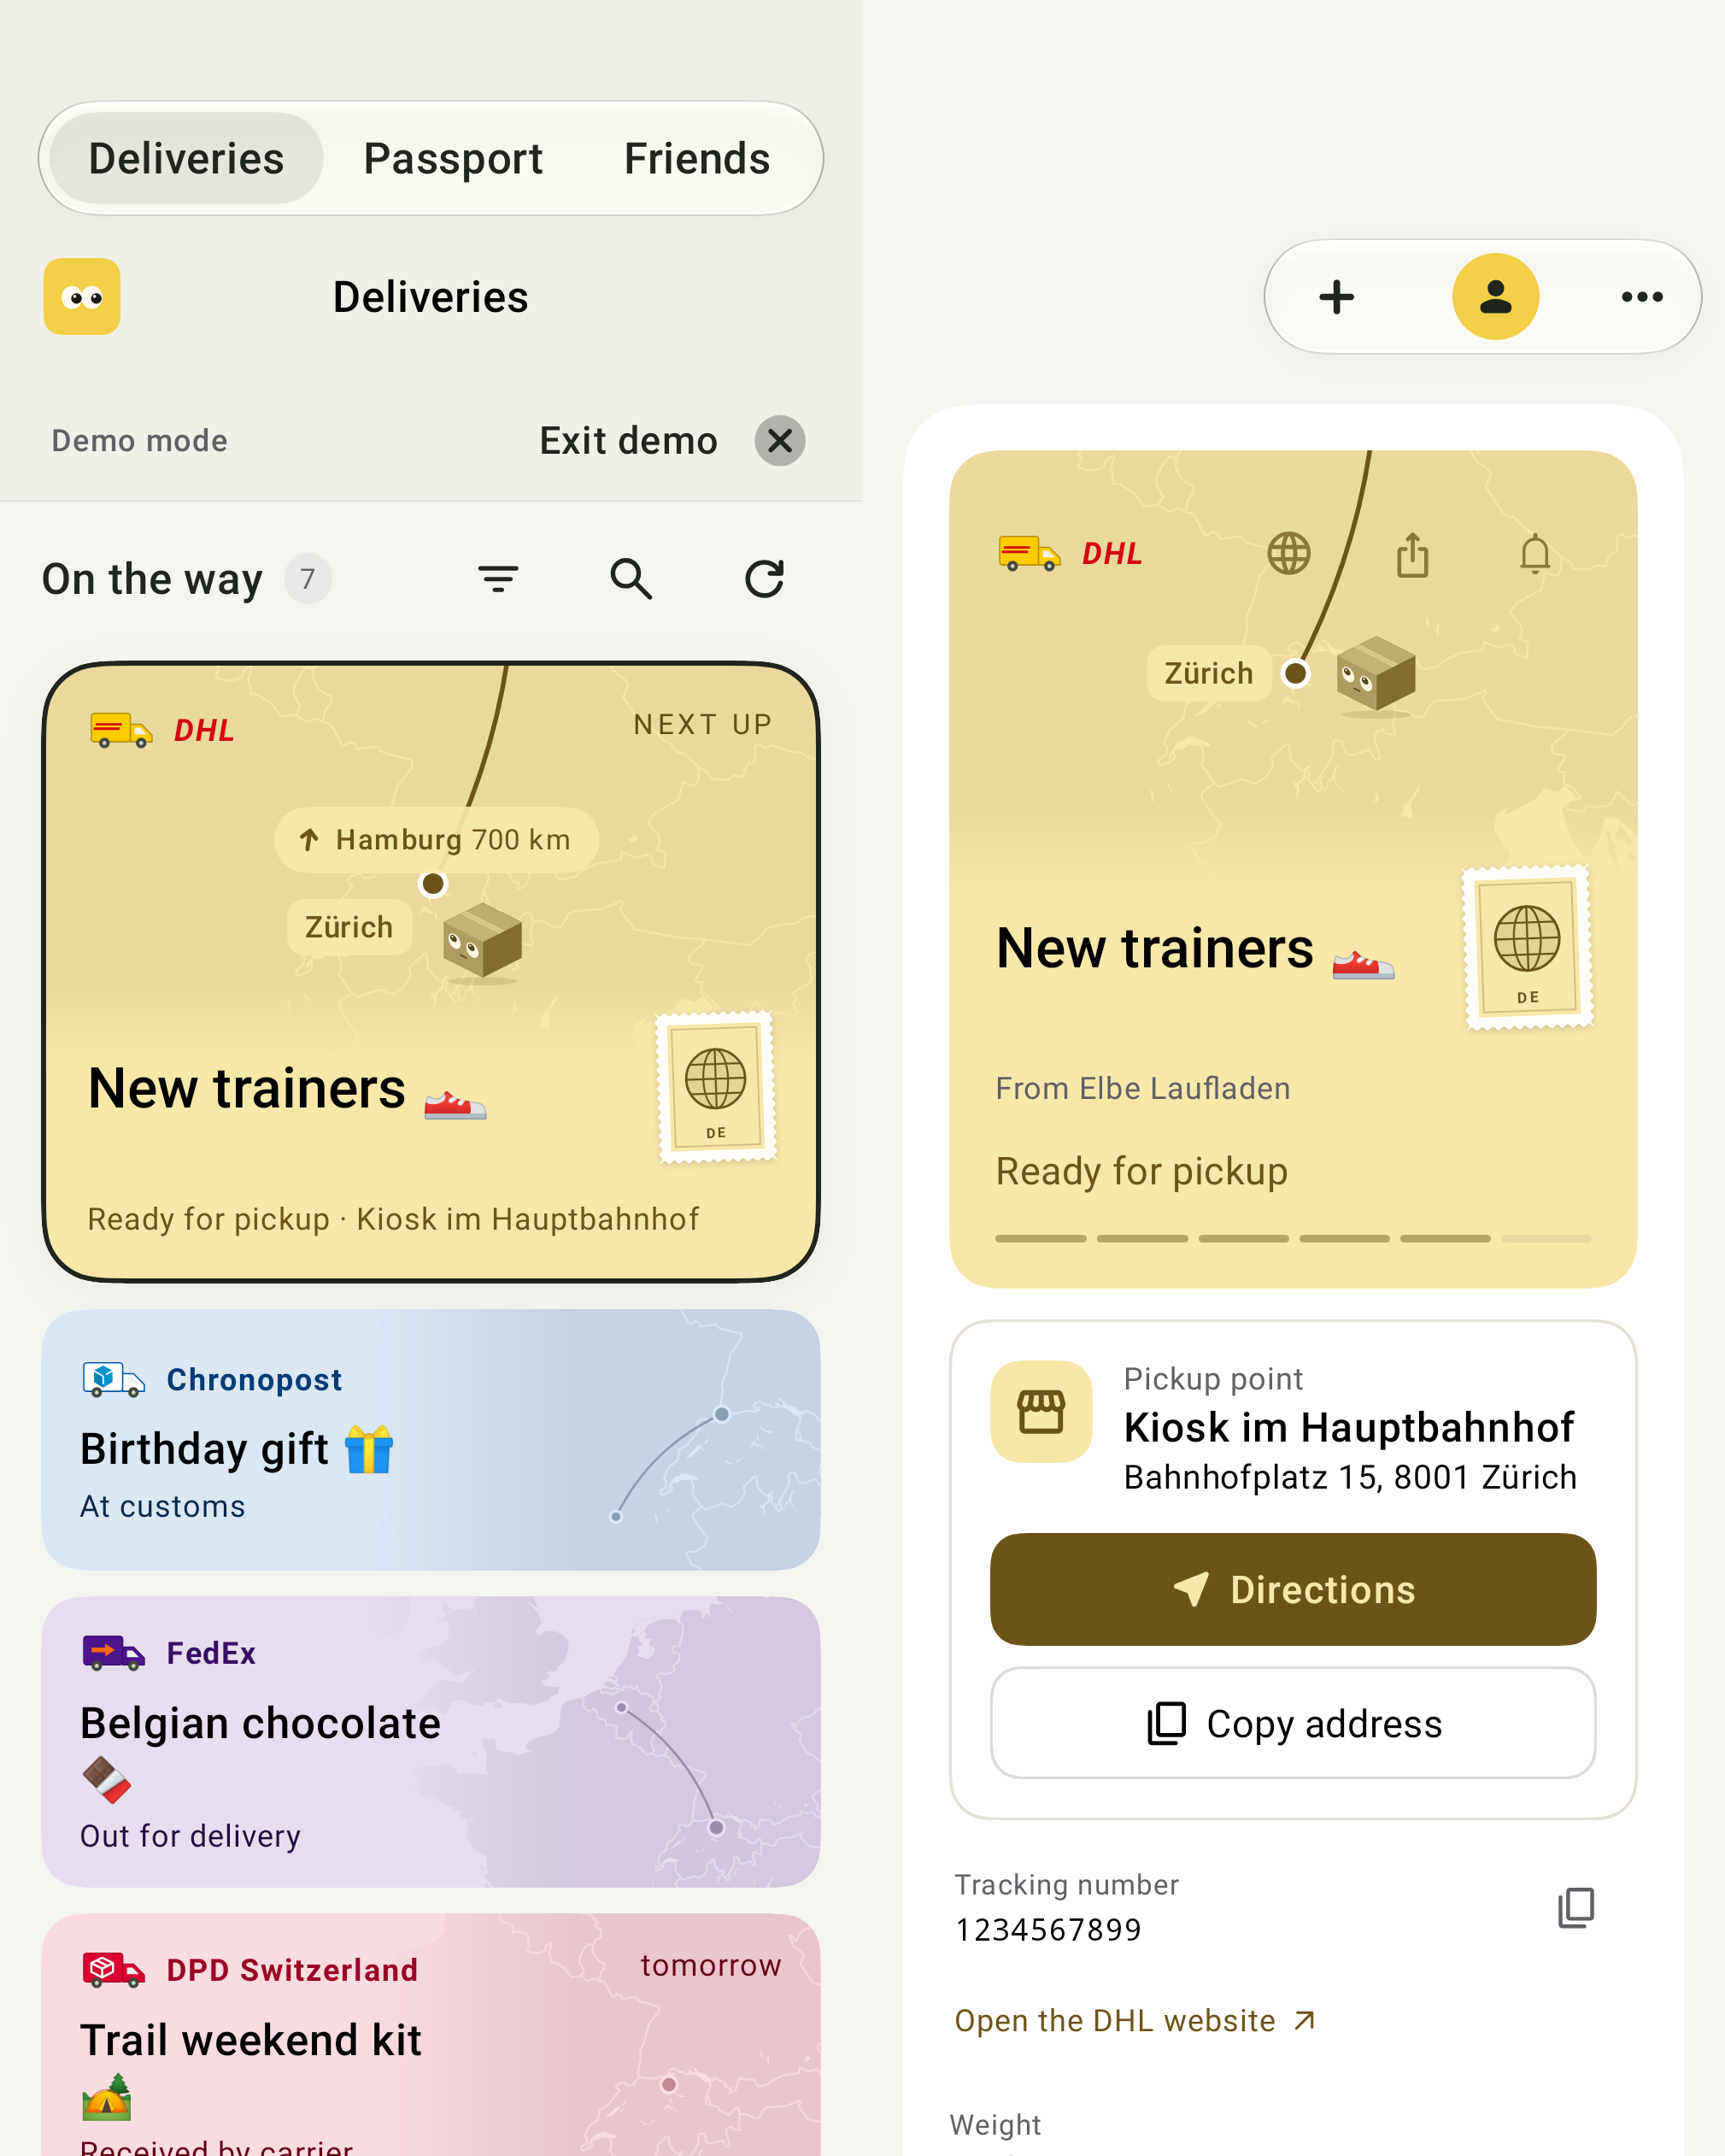 Deliveries
Passport
Friends
Deliveries
Demo mode
Exit demo
On the way 7
DHL
NEXT UP
Hamburg 700 km
Zürich
New trainers
DE
Ready for pickup · Kiosk im Hauptbahnhof
Chronopost
Birthday gift
At customs
FedEx
Belgian chocolate
Out for delivery
DPD Switzerland
tomorrow
Trail weekend kit
Received by carrier
DHL
Zürich
New trainers
DE
From Elbe Laufladen
Ready for pickup
Pickup point
Kiosk im Hauptbahnhof
Bahnhofplatz 15, 8001 Zürich
Directions
Copy address
Tracking number
1234567899
Open the DHL website
Weight